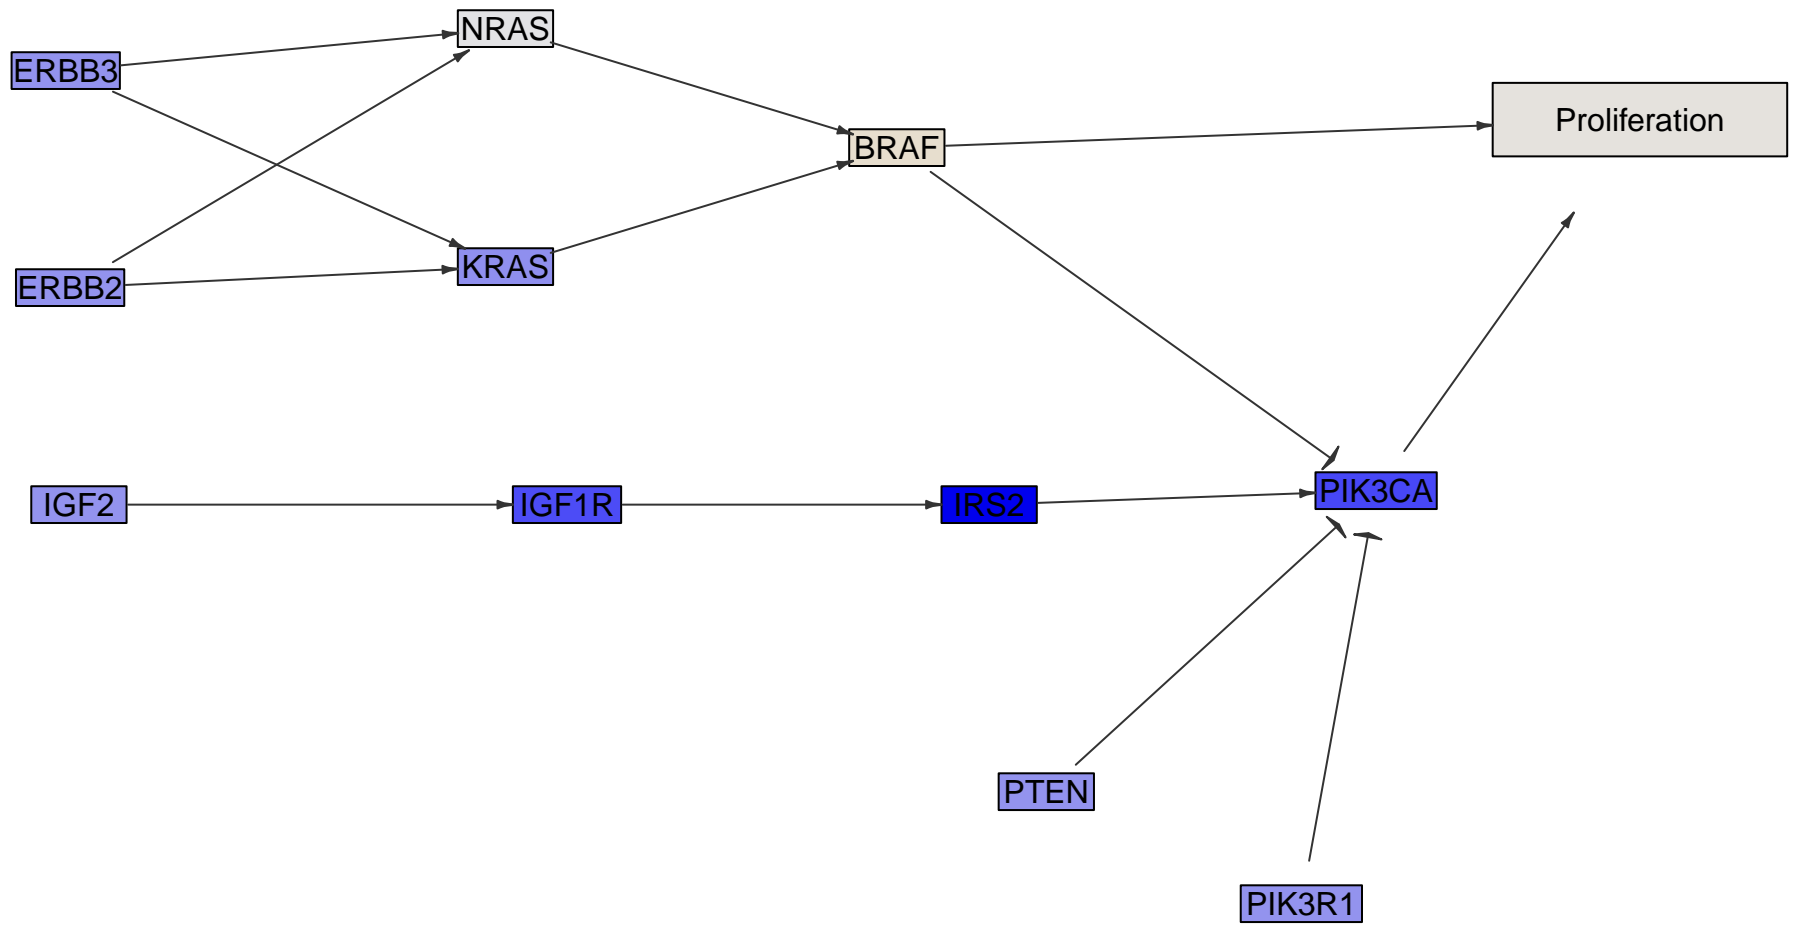 NRAS
ERBB3
Proliferation
BRAF
KRAS
ERBB2
IGF2
IGF1R
IRS2
PIK3CA
PTEN
PIK3R1